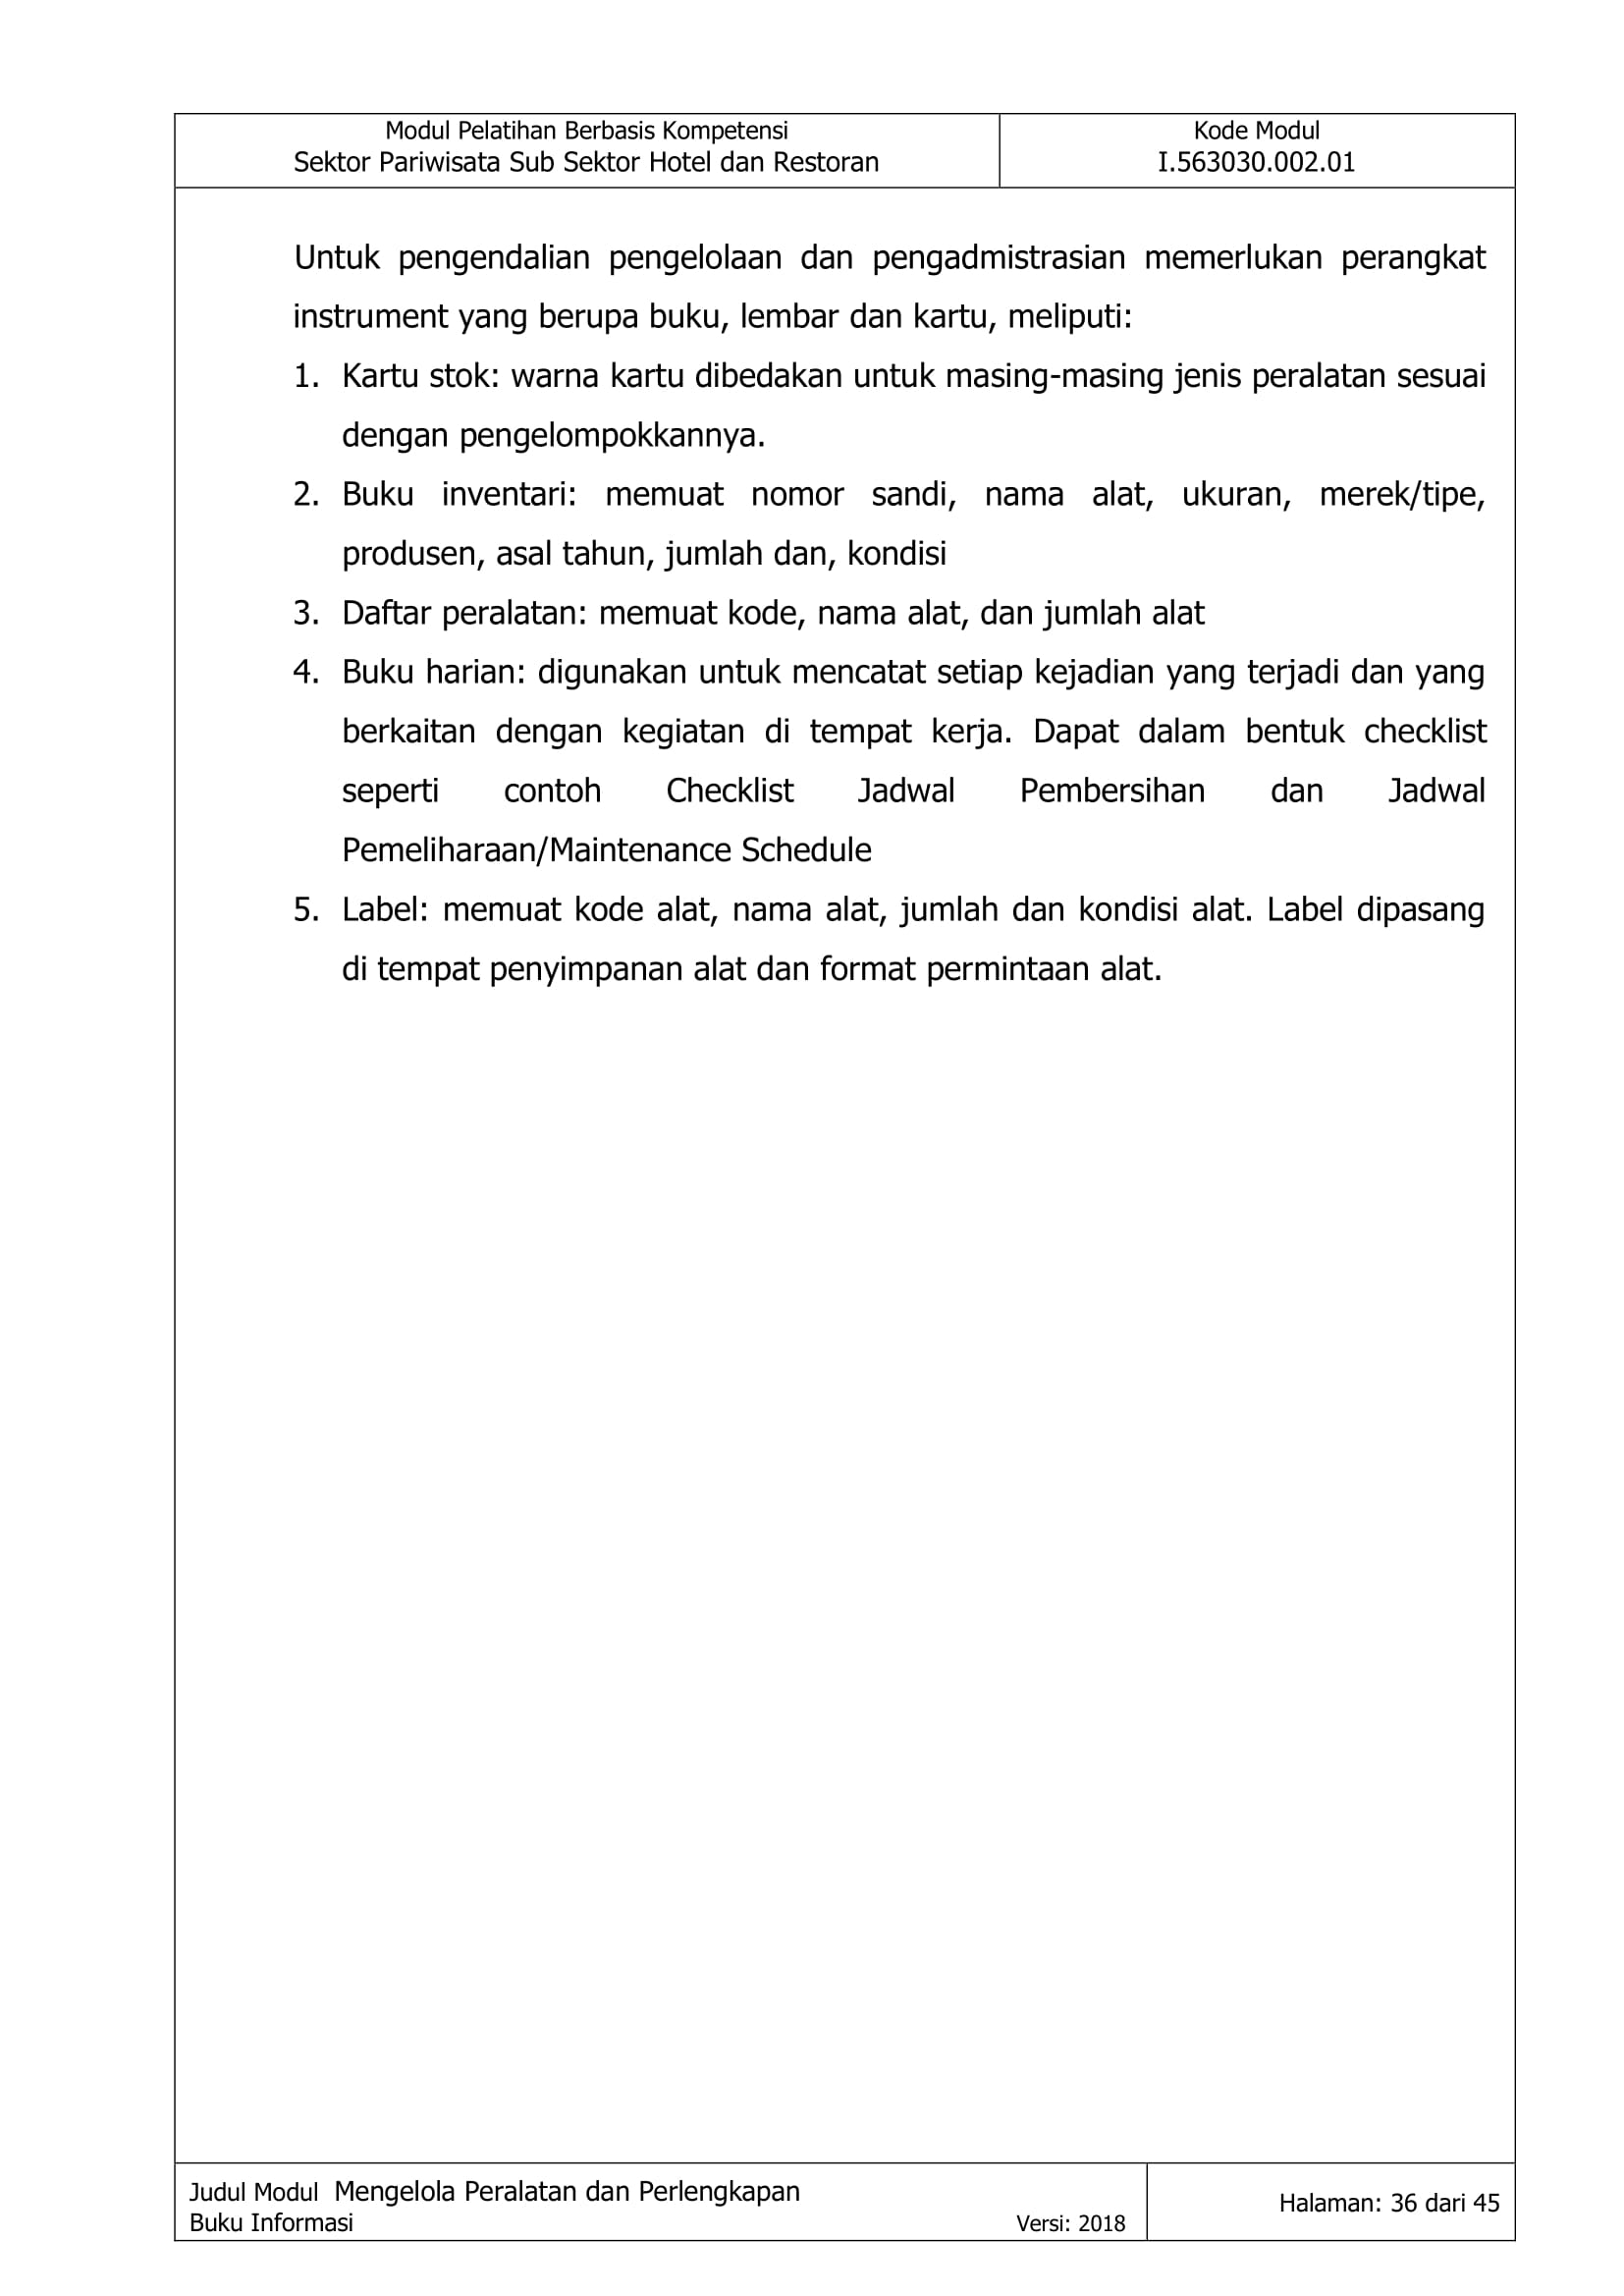 Modul Pelatihan Berbasis Kompetensi
Sektor Pariwisata Sub Sektor Hotel dan Restoran
Kode Modul
I.563030.002.01
Untuk pengendalian pengelolaan dan pengadmistrasian memerlukan perangkat
instrument yang berupa buku, lembar dan kartu, meliputi:
1. Kartu stok: warna kartu dibedakan untuk masing-masing jenis peralatan sesuai
dengan pengelompokkannya.
2. Buku inventari: memuat nomor sandi, nama alat, ukuran, merek/tipe,
produsen, asal tahun, jumlah dan, kondisi
3. Daftar peralatan: memuat kode, nama alat, dan jumlah alat
4. Buku harian: digunakan untuk mencatat setiap kejadian yang terjadi dan yang
berkaitan dengan kegiatan di tempat kerja. Dapat dalam bentuk checklist
seperti contoh Checklist Jadwal Pembersihan dan Jadwal
Pemeliharaan/Maintenance Schedule
5. Label: memuat kode alat, nama alat, jumlah dan kondisi alat. Label dipasang
di tempat penyimpanan alat dan format permintaan alat.
Judul Modul Mengelola Peralatan dan Perlengkapan
Buku Informasi Versi: 2018
Halaman: 36 dari 45